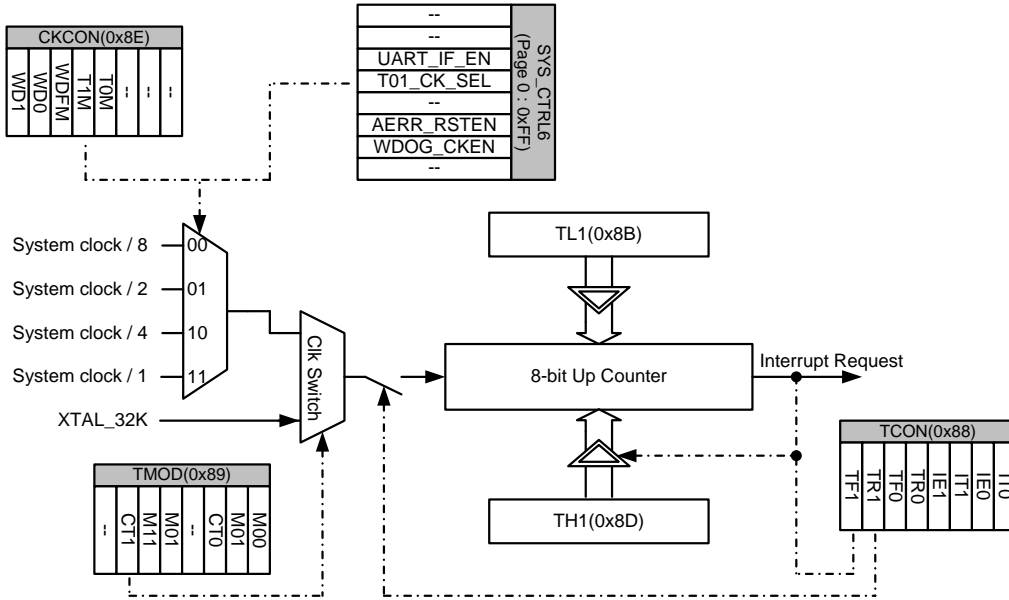 CKCON(0x8E)
WD1
WD0
WDFM
T1M
T0M
--
--
--
--
--
UART_IF_EN
T01_CK_SEL
--
AERR_RSTEN
WDOG_CKEN
--
SYS_CTRL6
(Page 0 : 0xFF)
System clock / 8
00
System clock / 2
01
System clock / 4
10
System clock / 1
11
XTAL_32K
Clk Switch
TL1(0x8B)
8-bit Up Counter
Interrupt Request
TH1(0x8D)
TMOD(0x89)
--
CT1
M11
M01
--
CT0
M01
M00
TCON(0x88)
TF1
TR1
TF0
TR0
IE1
IT1
IE0
IT0